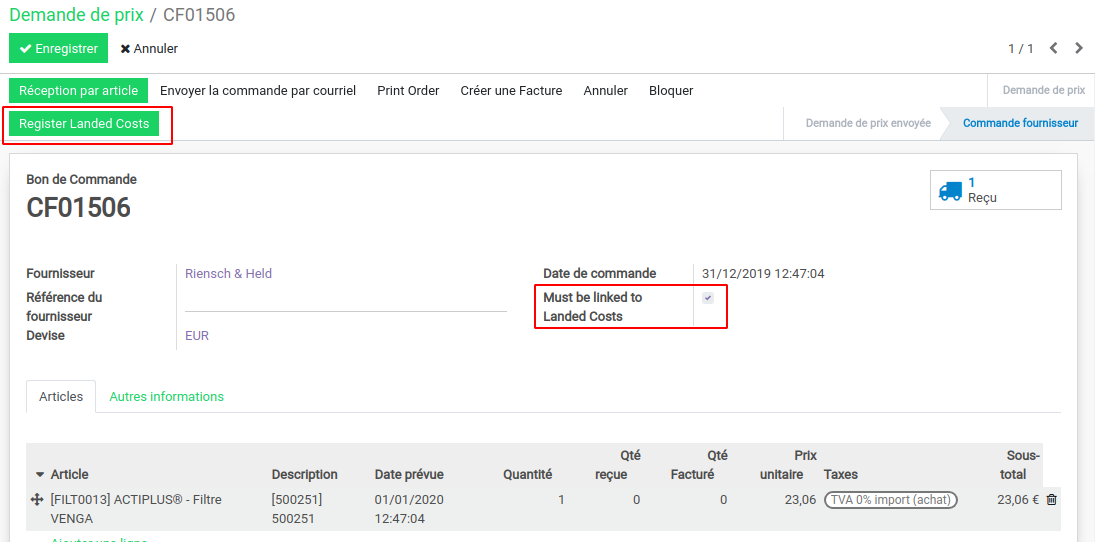 Demande de prix / CF01506
Enregistrer Annuler 1 / 1
Réception par article Envoyer la commande par courriel Print Order Créer une Facture Annuler Bloquer Demande de prix
Register Landed Costs Demande de prix envoyée Commande fournisseur
Bon de Commande
CF01506
1
Reçu
Fournisseur Riensch & Held Date de commande 31/12/2019 12:47:04
Référence du Must be linked to
fournisseur Landed Costs
Devise EUR
Articles Autres informations
Qté Qté Prix Sous-
Article Description Date prévue Quantité reçue Facturé unitaire Taxes total
[FILT0013] ACTIPLUS® - Filtre [500251] 01/01/2020 1 0 0 23,06 TVA 0% import (achat) 23,06 €
VENGA 500251 12:47:04
Ajouter une ligne